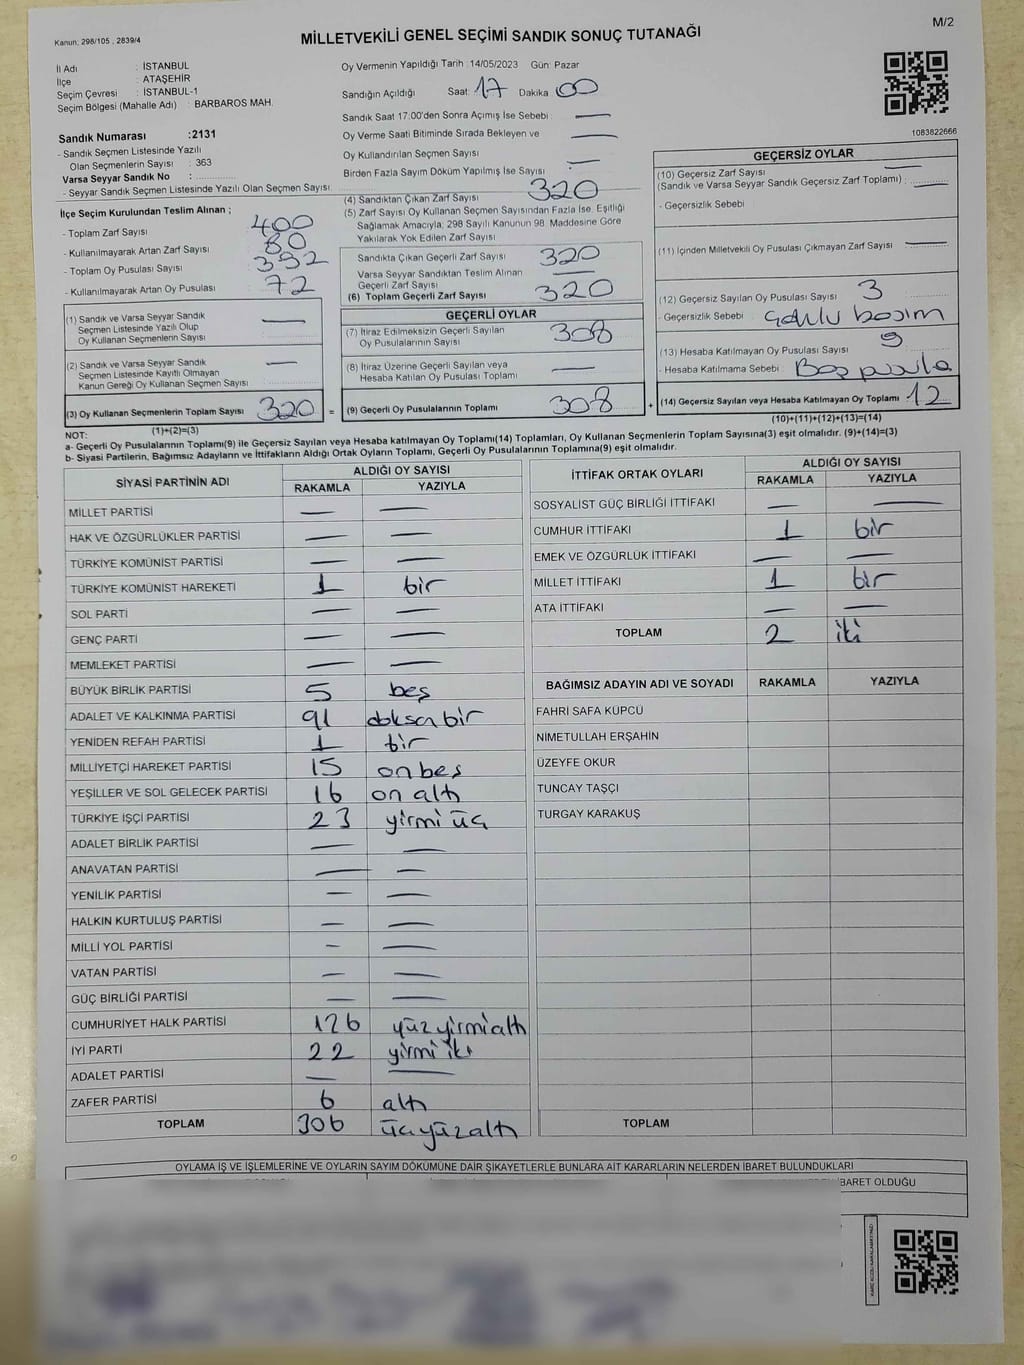 Kanun: 298/105 , 2839/4
M/2
MİLLETVEKİLİ GENEL SEÇİMİ SANDIK SONUÇ TUTANAĞI
İl Adı : İSTANBUL
İlçe : ATAŞEHİR
Seçim Çevresi : İSTANBUL-1
Seçim Bölgesi (Mahalle Adı) : BARBAROS MAH.
Sandık Numarası :2131
- Sandık Seçmen Listesinde Yazılı
Olan Seçmenlerin Sayısı : 363
Varsa Seyyar Sandık No :
- Seyyar Sandık Seçmen Listesinde Yazılı Olan Seçmen Sayısı
Oy Vermenin Yapıldığı Tarih :14/05/2023 Gün: Pazar
Sandığın Açıldığı Saat: 17 Dakika 00
Sandık Saat 17:00'den Sonra Açımış İse Sebebi : —
Oy Verme Saati Bitiminde Sırada Bekleyen ve —
Oy Kullandırılan Seçmen Sayısı
Birden Fazla Sayım Döküm Yapılmış İse Sayısı —
(4) Sandıktan Çıkan Zarf Sayısı 320
(5) Zarf Sayısı Oy Kullanan Seçmen Sayısından Fazla İse, Eşitliği
Sağlamak Amacıyla; 298 Sayılı Kanunun 98. Maddesine Göre
Yakılarak Yok Edilen Zarf Sayısı
Sandıkta Çıkan Geçerli Zarf Sayısı 320
Varsa Seyyar Sandıktan Teslim Alınan —
Geçerli Zarf Sayısı
(6) Toplam Geçerli Zarf Sayısı 320
1083822666
GEÇERSİZ OYLAR
(10) Geçersiz Zarf Sayısı —
(Sandık ve Varsa Seyyar Sandık Geçersiz Zarf Toplamı) : —
- Geçersizlik Sebebi
(11) İçinden Milletvekili Oy Pusulası Çıkmayan Zarf Sayısı —
(12) Geçersiz Sayılan Oy Pusulası Sayısı 3
- Geçersizlik Sebebi :
(13) Hesaba Katılmayan Oy Pusulası Sayısı 9
- Hesaba Katılmama Sebebi : Boş pusula
(14) Geçersiz Sayılan veya Hesaba Katılmayan Oy Toplamı 12
(10)+(11)+(12)+(13)=(14)
İlçe Seçim Kurulundan Teslim Alınan ;
- Toplam Zarf Sayısı 400
- Kullanılmayarak Artan Zarf Sayısı 80
- Toplam Oy Pusulası Sayısı 392
- Kullanılmayarak Artan Oy Pusulası 72
(1) Sandık ve Varsa Seyyar Sandık —
Seçmen Listesinde Yazılı Olup
Oy Kullanan Seçmenlerin Sayısı
(2) Sandık ve Varsa Seyyar Sandık —
Seçmen Listesinde Kayıtlı Olmayan
Kanun Gereği Oy Kullanan Seçmen Sayısı
(3) Oy Kullanan Seçmenlerin Toplam Sayısı 320 =
(1)+(2)=(3)
GEÇERLİ OYLAR
(7) İtiraz Edilmeksizin Geçerli Sayılan 308
Oy Pusulalarının Sayısı
(8) İtiraz Üzerine Geçerli Sayılan veya —
Hesaba Katılan Oy Pusulası Toplamı
(9) Geçerli Oy Pusulalarının Toplamı 308 +
NOT:
a- Geçerli Oy Pusulalarının Toplamı(9) ile Geçersiz Sayılan veya Hesaba katılmayan Oy Toplamı(14) Toplamları, Oy Kullanan Seçmenlerin Toplam Sayısına(3) eşit olmalıdır. (9)+(14)=(3)
b- Siyasi Partilerin, Bağımsız Adayların ve İttifakların Aldığı Ortak Oyların Toplamı, Geçerli Oy Pusulalarının Toplamına(9) eşit olmalıdır.
SİYASİ PARTİNİN ADI ALDIĞI OY SAYISI
RAKAMLA YAZIYLA
MİLLET PARTİSİ — —
HAK VE ÖZGÜRLÜKLER PARTİSİ — —
TÜRKİYE KOMÜNİST PARTİSİ — —
TÜRKİYE KOMÜNİST HAREKETİ 1 bir
SOL PARTİ — —
GENÇ PARTİ — —
MEMLEKET PARTİSİ — —
BÜYÜK BİRLİK PARTİSİ 5 beş
ADALET VE KALKINMA PARTİSİ 91 doksan bir
YENİDEN REFAH PARTİSİ 1 bir
MİLLİYETÇİ HAREKET PARTİSİ 15 on beş
YEŞİLLER VE SOL GELECEK PARTİSİ 16 on altı
TÜRKİYE İŞÇİ PARTİSİ 23 yirmi üç
ADALET BİRLİK PARTİSİ — —
ANAVATAN PARTİSİ — —
YENİLİK PARTİSİ — —
HALKIN KURTULUŞ PARTİSİ — —
MİLLİ YOL PARTİSİ — —
VATAN PARTİSİ — —
GÜÇ BİRLİĞİ PARTİSİ — —
CUMHURİYET HALK PARTİSİ 126 yüz yirmi altı
İYİ PARTİ 22 yirmi iki
ADALET PARTİSİ — —
ZAFER PARTİSİ 6 altı
TOPLAM 306 üçyüz altı
İTTİFAK ORTAK OYLARI ALDIĞI OY SAYISI
RAKAMLA YAZIYLA
SOSYALİST GÜÇ BİRLİĞİ İTTİFAKI — —
CUMHUR İTTİFAKI 1 bir
EMEK VE ÖZGÜRLÜK İTTİFAKI — —
MİLLET İTTİFAKI 1 bir
ATA İTTİFAKI — —
TOPLAM 2 iki
BAĞIMSIZ ADAYIN ADI VE SOYADI RAKAMLA YAZIYLA
FAHRİ SAFA KÜPCÜ
NİMETULLAH ERŞAHİN
ÜZEYFE OKUR
TUNCAY TAŞÇI
TURGAY KARAKUŞ
TOPLAM
OYLAMA İŞ VE İŞLEMLERİNE VE OYLARIN SAYIM DÖKÜMÜNE DAİR ŞİKAYETLERLE BUNLARA AİT KARARLARIN NELERDEN İBARET BULUNDUKLARI
İBARET OLDUĞU